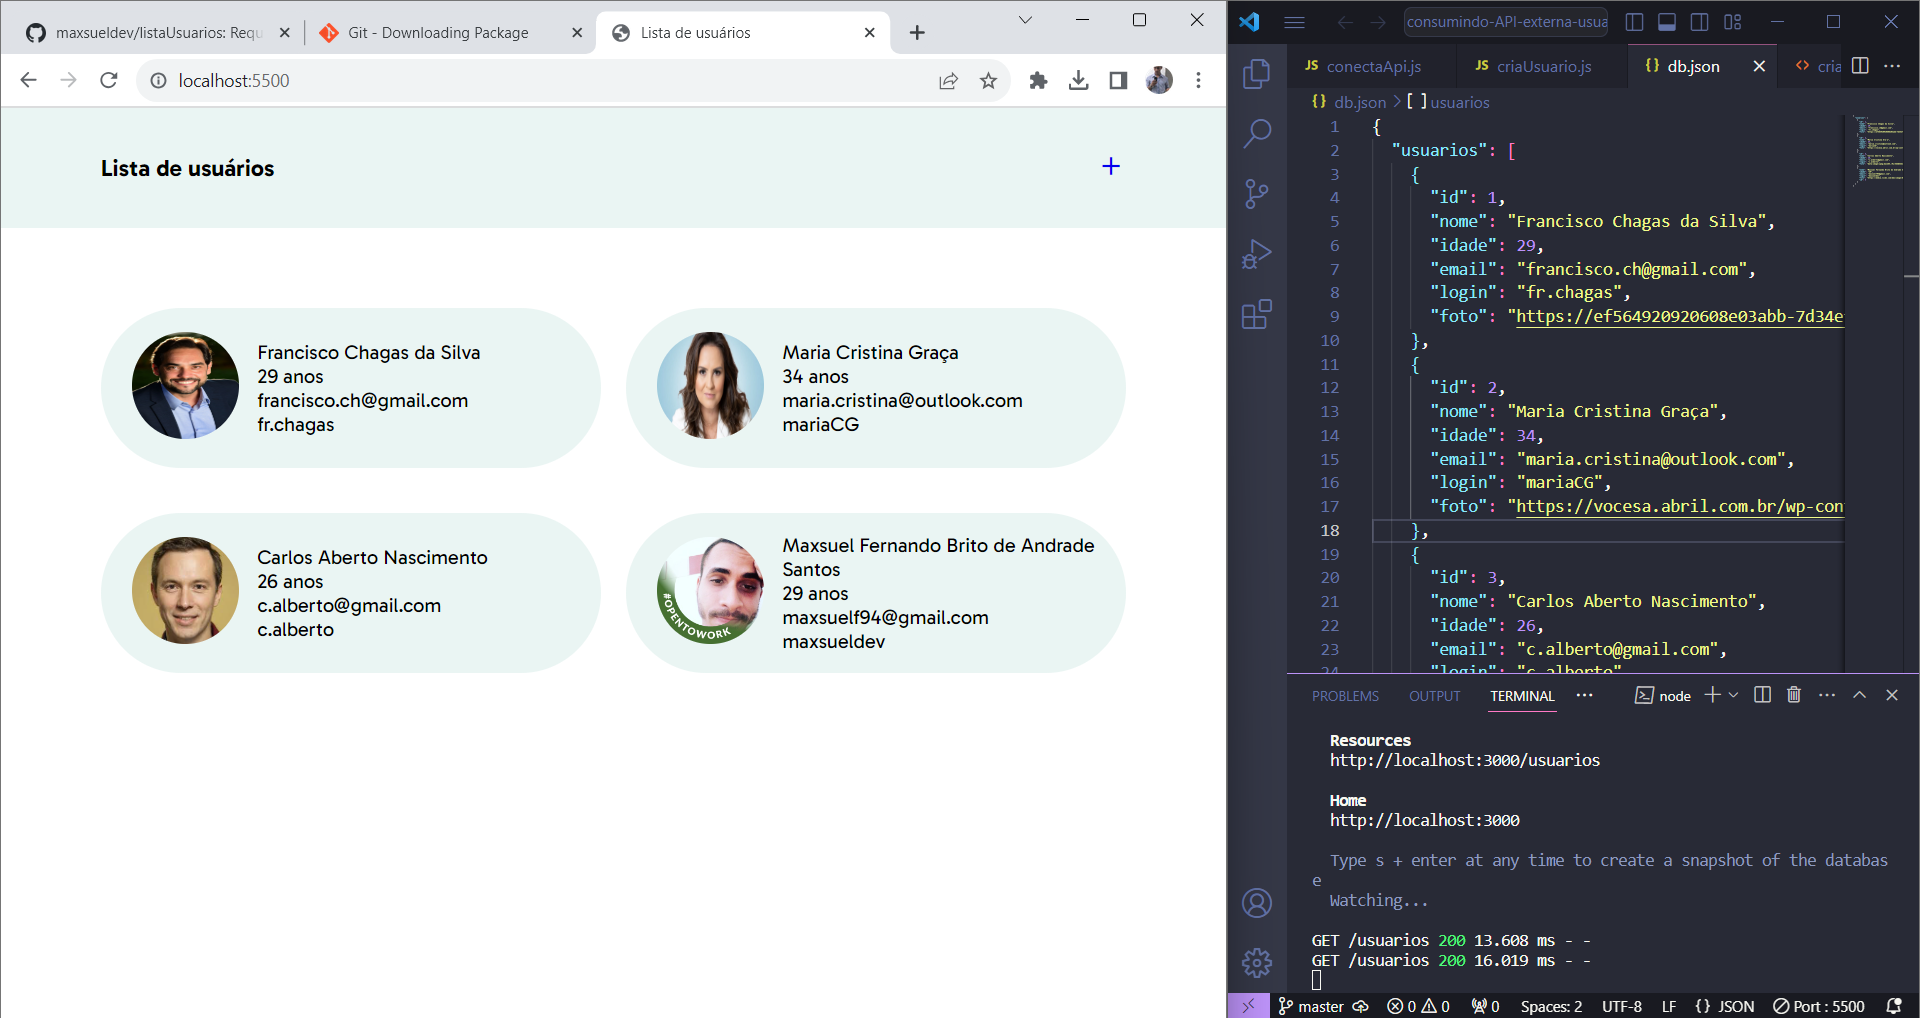 maxsueldev/listaUsuarios: Requ
Git - Downloading Package
Lista de usuários
localhost:5500
Lista de usuários
+
Francisco Chagas da Silva
29 anos
francisco.ch@gmail.com
fr.chagas
Maria Cristina Graça
34 anos
maria.cristina@outlook.com
mariaCG
Carlos Aberto Nascimento
26 anos
c.alberto@gmail.com
c.alberto
#OPENTOWORK
Maxsuel Fernando Brito de Andrade
Santos
29 anos
maxsuelf94@gmail.com
maxsueldev
consumindo-API-externa-usua
JS conectaApi.js
JS criaUsuario.js
{} db.json
<> cria
{} db.json > [ ] usuarios
1 {
2 "usuarios": [
3 {
4 "id": 1,
5 "nome": "Francisco Chagas da Silva",
6 "idade": 29,
7 "email": "francisco.ch@gmail.com",
8 "login": "fr.chagas",
9 "foto": "https://ef564920920608e03abb-7d34e
10 },
11 {
12 "id": 2,
13 "nome": "Maria Cristina Graça",
14 "idade": 34,
15 "email": "maria.cristina@outlook.com",
16 "login": "mariaCG",
17 "foto": "https://vocesa.abril.com.br/wp-con
18 },
19 {
20 "id": 3,
21 "nome": "Carlos Aberto Nascimento",
22 "idade": 26,
23 "email": "c.alberto@gmail.com",
24 "login": "c.alberto"
PROBLEMS OUTPUT TERMINAL ··· node
Resources
http://localhost:3000/usuarios
Home
http://localhost:3000
Type s + enter at any time to create a snapshot of the databas
e
Watching...
GET /usuarios 200 13.608 ms - -
GET /usuarios 200 16.019 ms - -
master 0 0 0 Spaces: 2 UTF-8 LF {} JSON Port : 5500